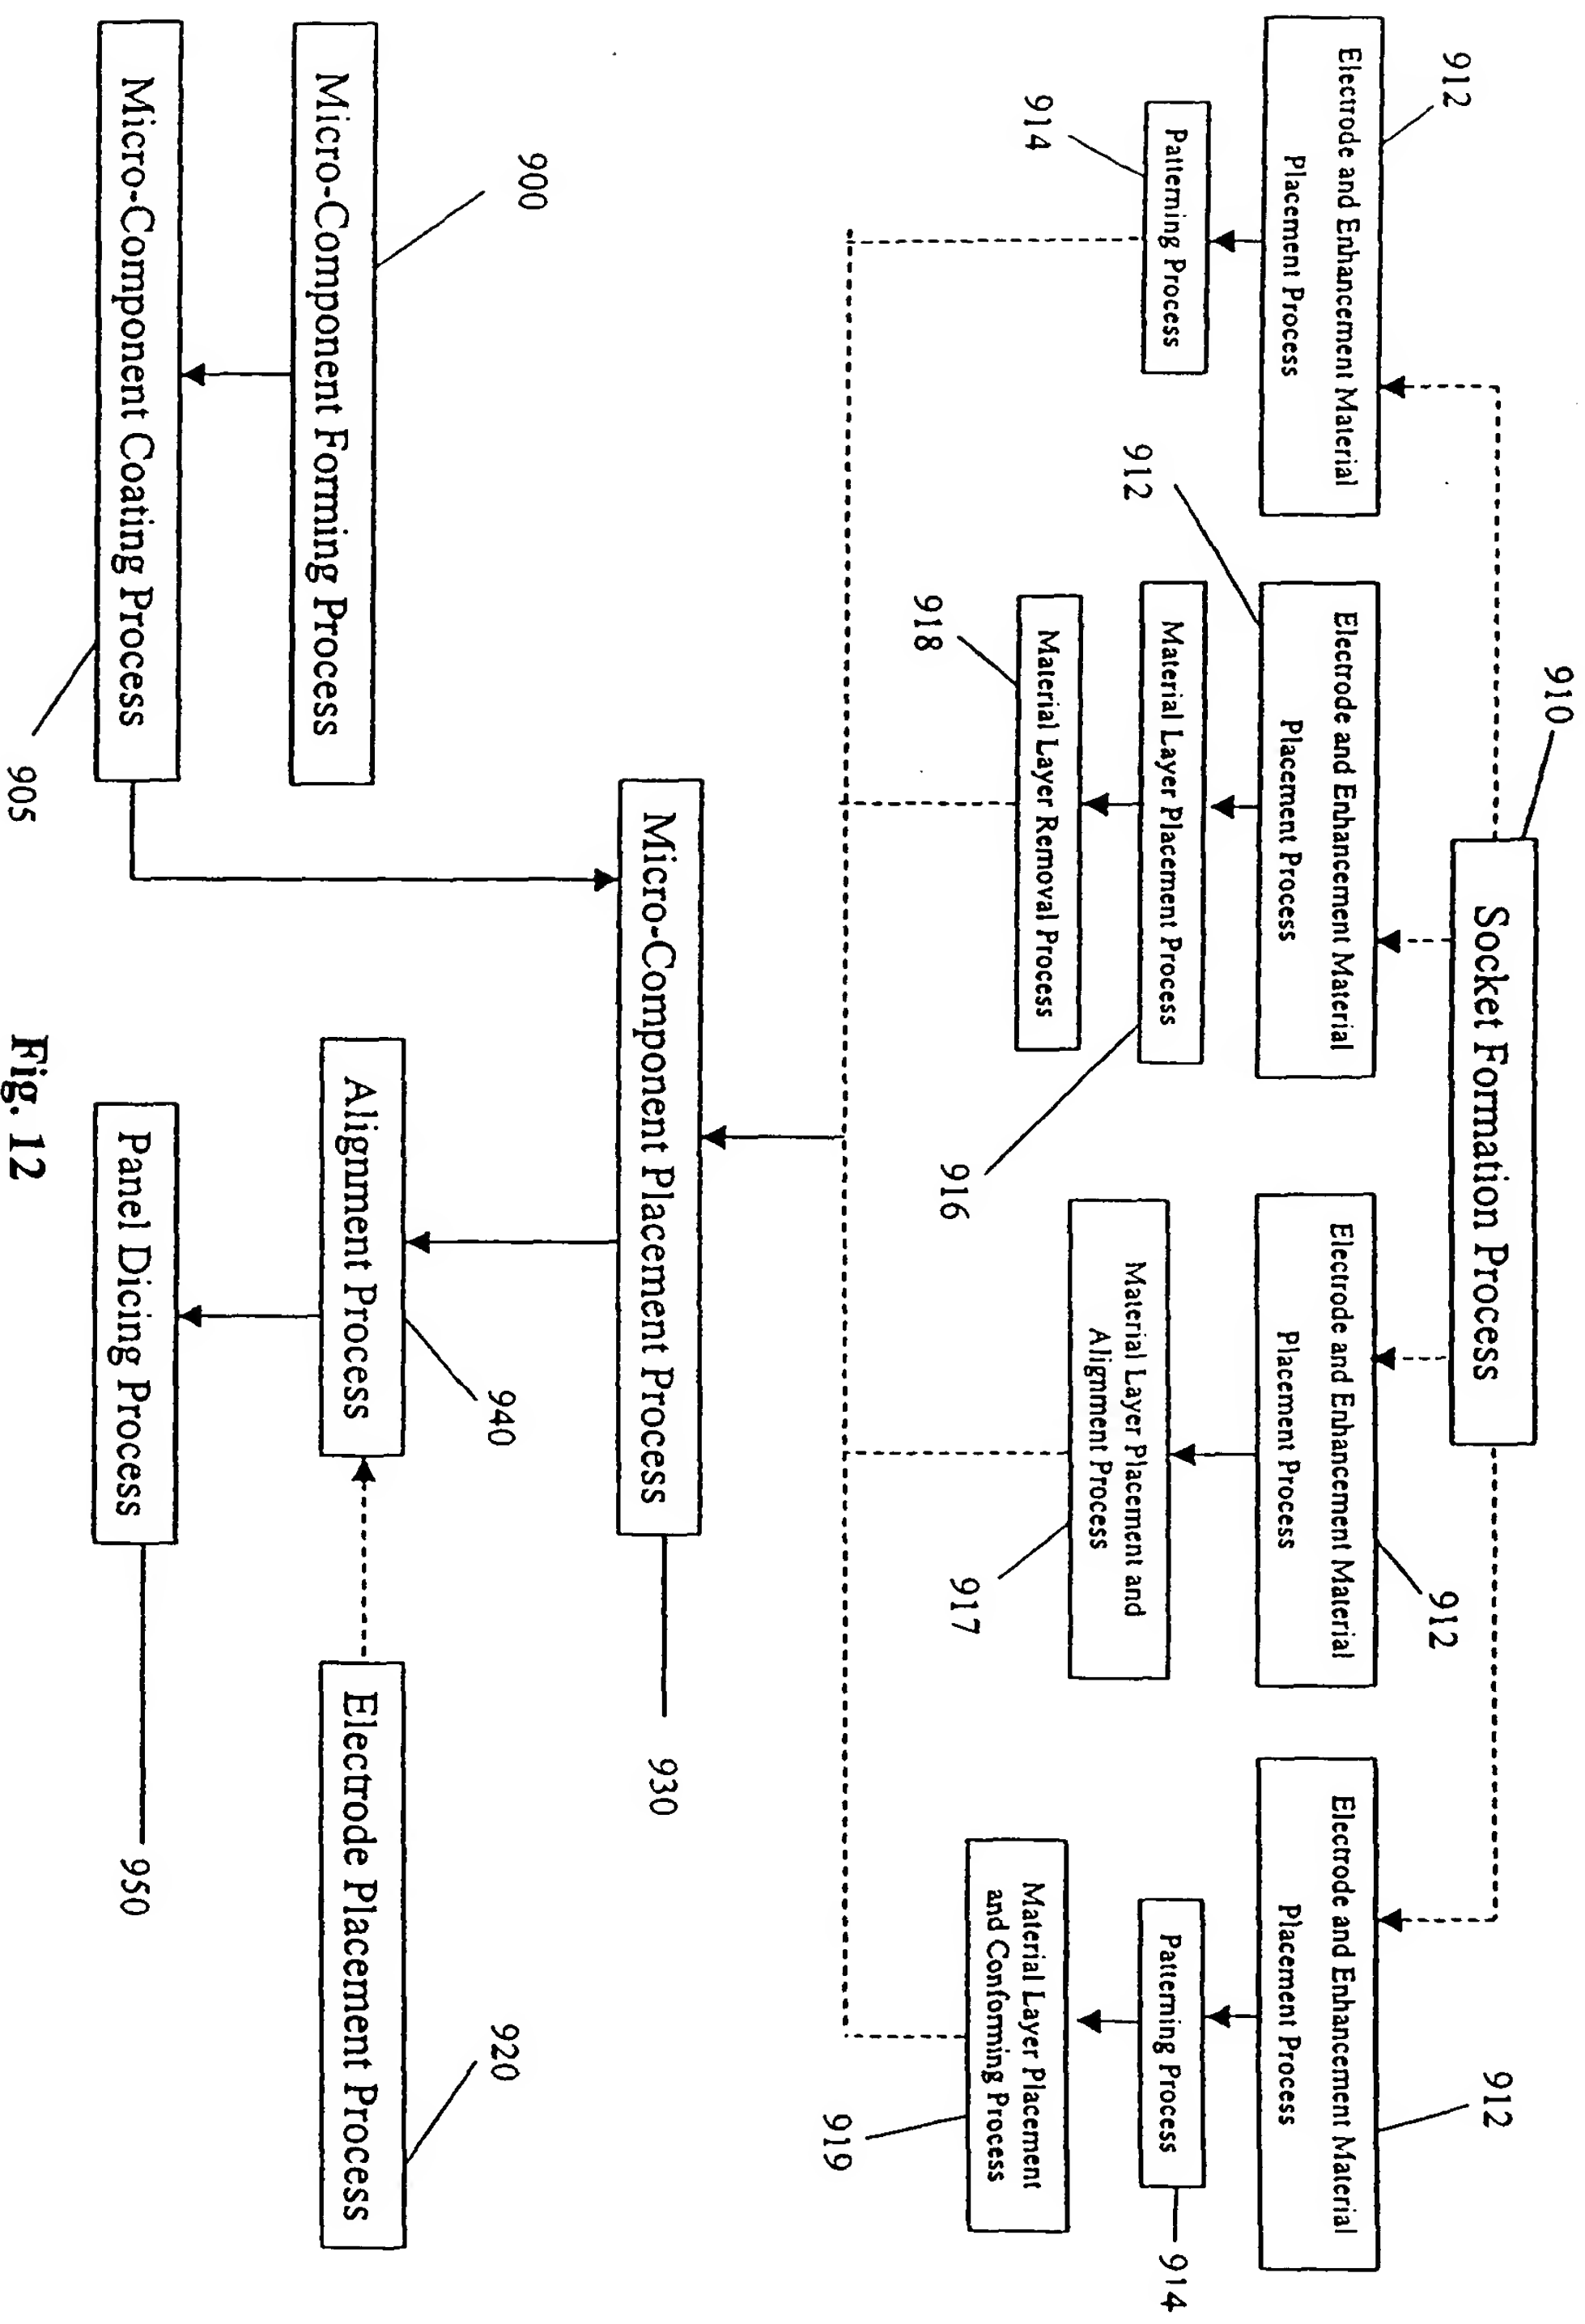 910
Socket Formation Process
912
Electrode and Enhancement Material
Placement Process
914
Patterning Process
912
Electrode and Enhancement Material
Placement Process
Material Layer Placement Process
916
918
Material Layer Removal Process
912
Electrode and Enhancement Material
Placement Process
Material Layer Placement and
Alignment Process
917
912
Electrode and Enhancement Material
Placement Process
Patterning Process
914
Material Layer Placement
and Conforming Process
919
Micro-Component Placement Process
930
900
Micro-Component Forming Process
Micro-Component Coating Process
905
940
Alignment Process
920
Electrode Placement Process
Panel Dicing Process
950
Fig. 12